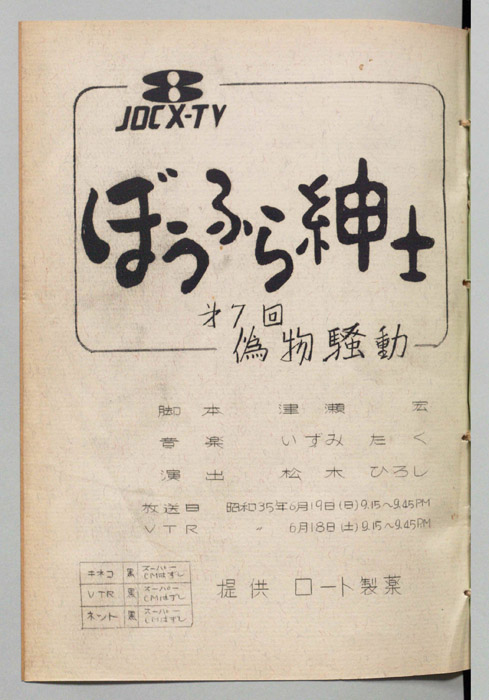 8
JOCX-TV
ぼうふら紳士
第7回
偽物騒動
脚本 津瀬宏
音楽 いずみたく
演出 松木ひろし
放送日 昭和35年6月19日(日)9.15〜9.45PM
VTR 〃 6月18日(土)9.15〜9.45PM
提供 ロート製薬
キネコ 黒 スーパーCMはずし
VTR 黒 スーパーCMはずし
ネット 黒 スーパーCMはずし